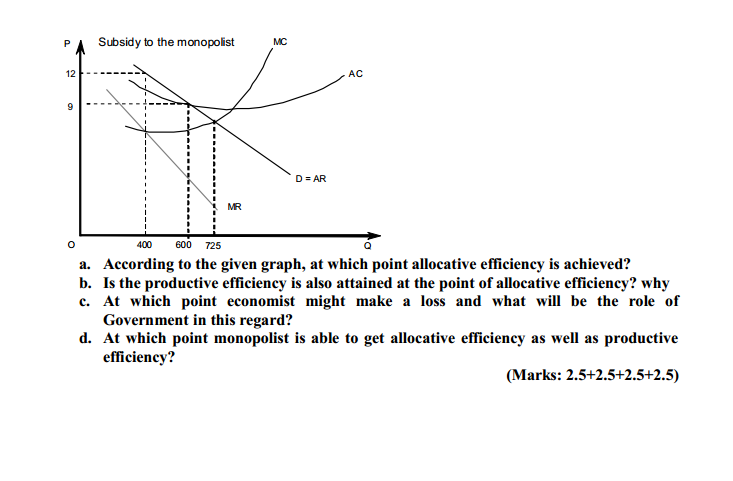 P
Subsidy to the monopolist
MC
12
AC
9
D = AR
MR
O
400
600
725
Q
a. According to the given graph, at which point allocative efficiency is achieved?
b. Is the productive efficiency is also attained at the point of allocative efficiency? why
c. At which point economist might make a loss and what will be the role of
Government in this regard?
d. At which point monopolist is able to get allocative efficiency as well as productive
efficiency?
(Marks: 2.5+2.5+2.5+2.5)